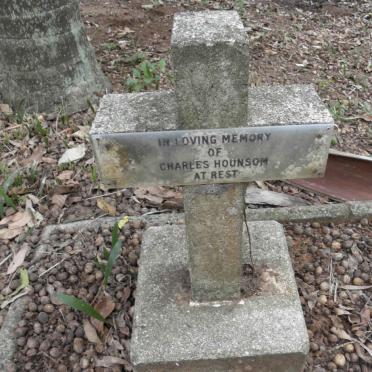 IN LOVING MEMORY
OF
CHARLES HOUNSOM
AT REST